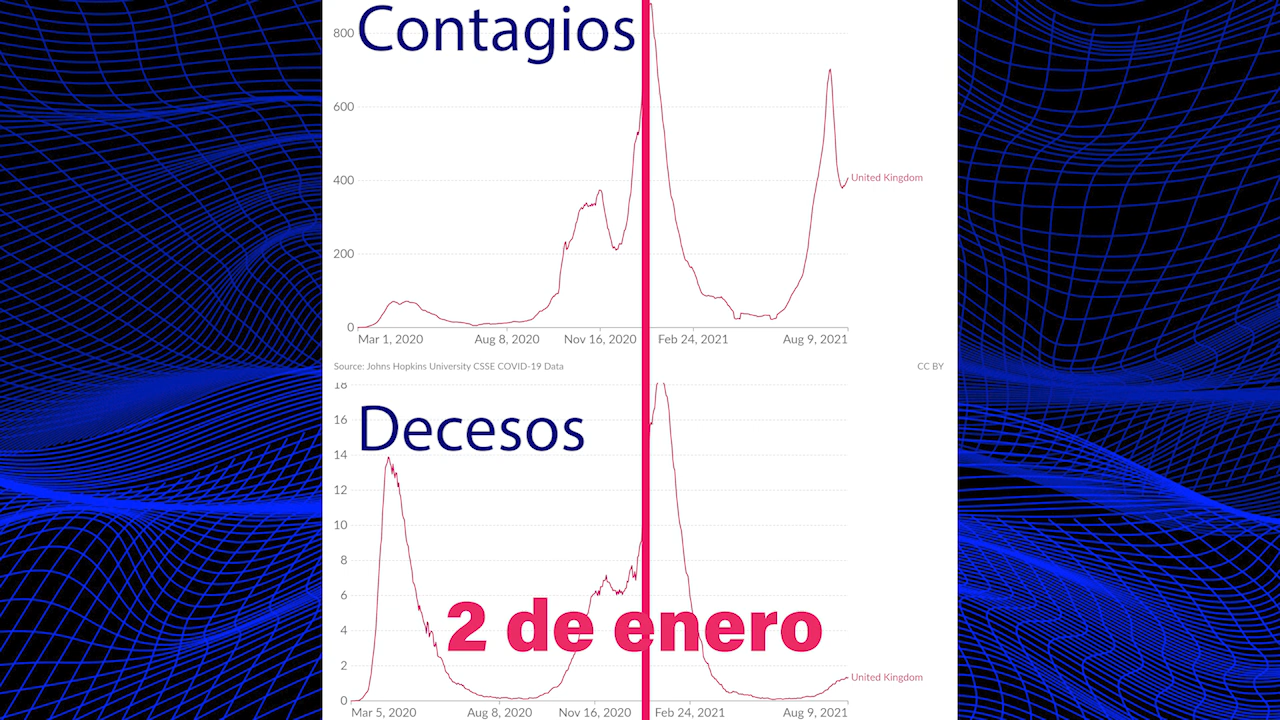 Contagios
800
600
400
200
0
Mar 1, 2020 Aug 8, 2020 Nov 16, 2020 Feb 24, 2021 Aug 9, 2021
United Kingdom
Source: Johns Hopkins University CSSE COVID-19 Data CC BY
Decesos
18
16
14
12
10
8
6
4
2
0
2 de enero
United Kingdom
Mar 5, 2020 Aug 8, 2020 Nov 16, 2020 Feb 24, 2021 Aug 9, 2021